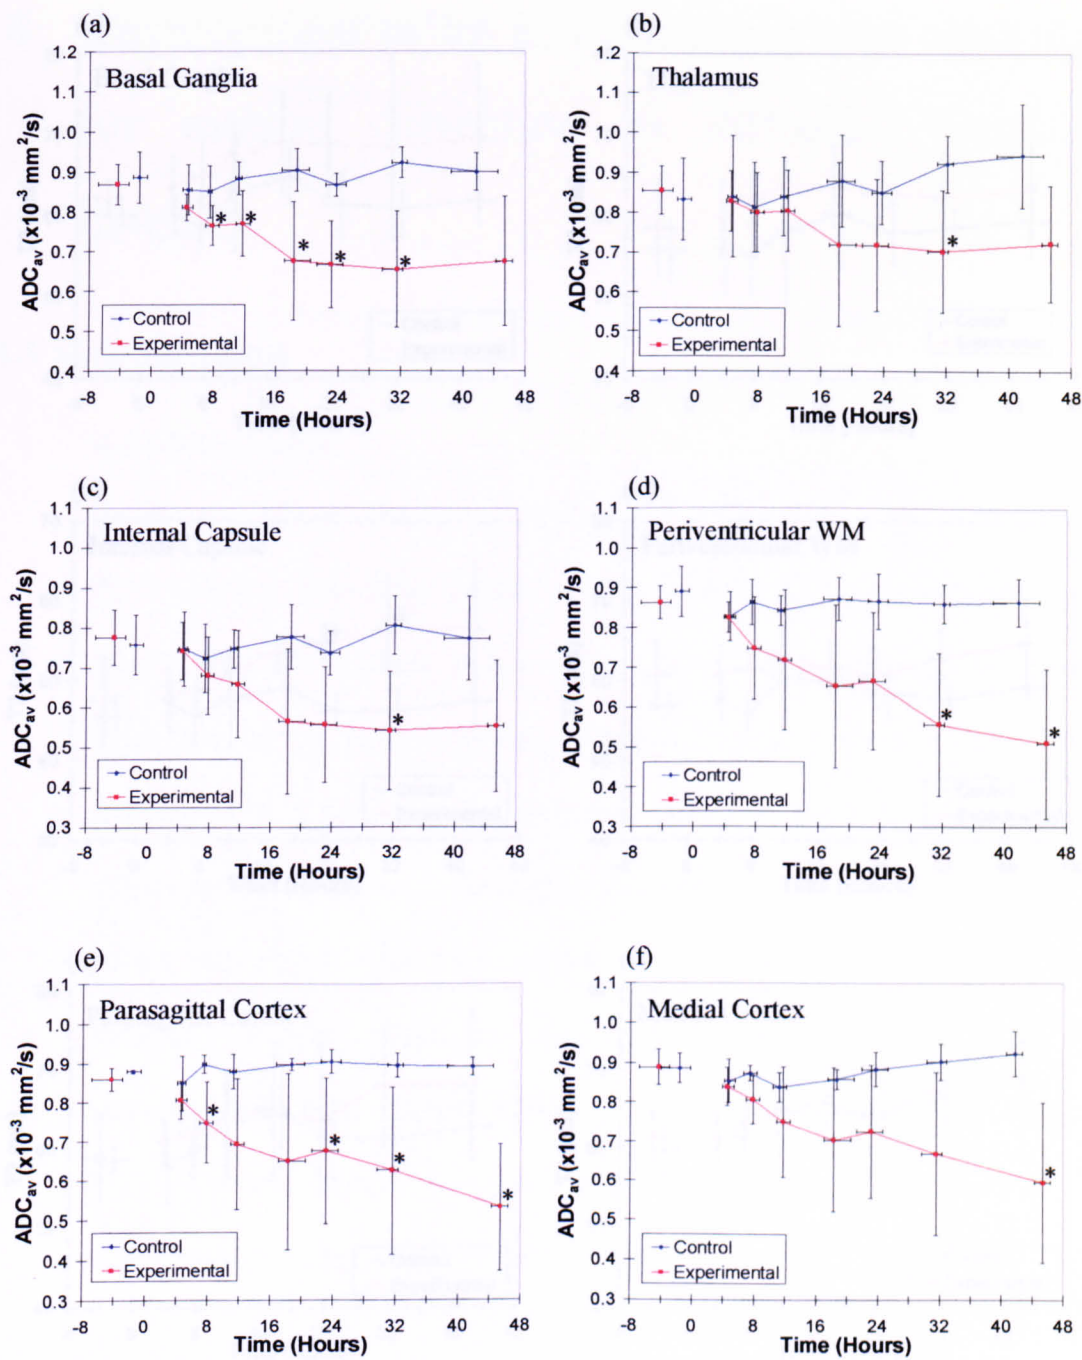 (a)
Basal Ganglia
ADCav (x10-3 mm2/s)
1.2
1.1
1.0
0.9
0.8
0.7
0.6
0.5
0.4
* * * * *
Control
Experimental
-8 0 8 16 24 32 40 48
Time (Hours)
(b)
Thalamus
ADCav (x10-3 mm2/s)
1.2
1.1
1.0
0.9
0.8
0.7
0.6
0.5
0.4
*
Control
Experimental
-8 0 8 16 24 32 40 48
Time (Hours)
(c)
Internal Capsule
ADCav (x10-3 mm2/s)
1.1
1.0
0.9
0.8
0.7
0.6
0.5
0.4
0.3
*
Control
Experimental
-8 0 8 16 24 32 40 48
Time (Hours)
(d)
Periventricular WM
ADCav (x10-3 mm2/s)
1.1
1.0
0.9
0.8
0.7
0.6
0.5
0.4
0.3
* *
Control
Experimental
-8 0 8 16 24 32 40 48
Time (Hours)
(e)
Parasagittal Cortex
ADCav (x10-3 mm2/s)
1.1
1.0
0.9
0.8
0.7
0.6
0.5
0.4
0.3
* * * *
Control
Experimental
-8 0 8 16 24 32 40 48
Time (Hours)
(f)
Medial Cortex
ADCav (x10-3 mm2/s)
1.1
1.0
0.9
0.8
0.7
0.6
0.5
0.4
0.3
*
Control
Experimental
-8 0 8 16 24 32 40 48
Time (Hours)